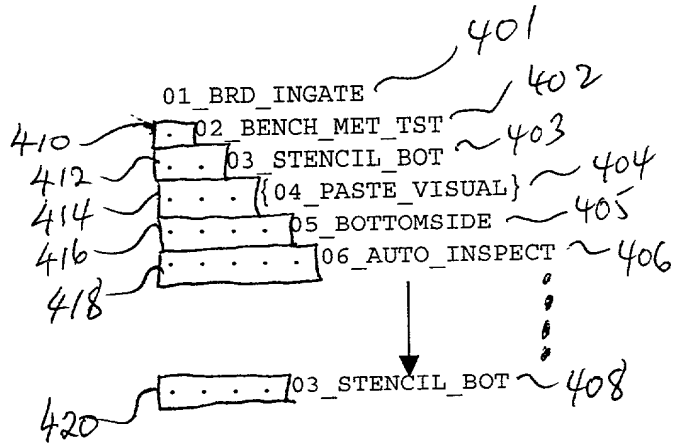 401
01_BRD_INGATE
402
410 . 02_BENCH_MET_TST
403
412 . . 03_STENCIL_BOT
404
414 . . . {04_PASTE_VISUAL}
405
416 . . . . 05_BOTTOMSIDE
418 . . . . . 06_AUTO_INSPECT 406
420 . . . . 03_STENCIL_BOT 408